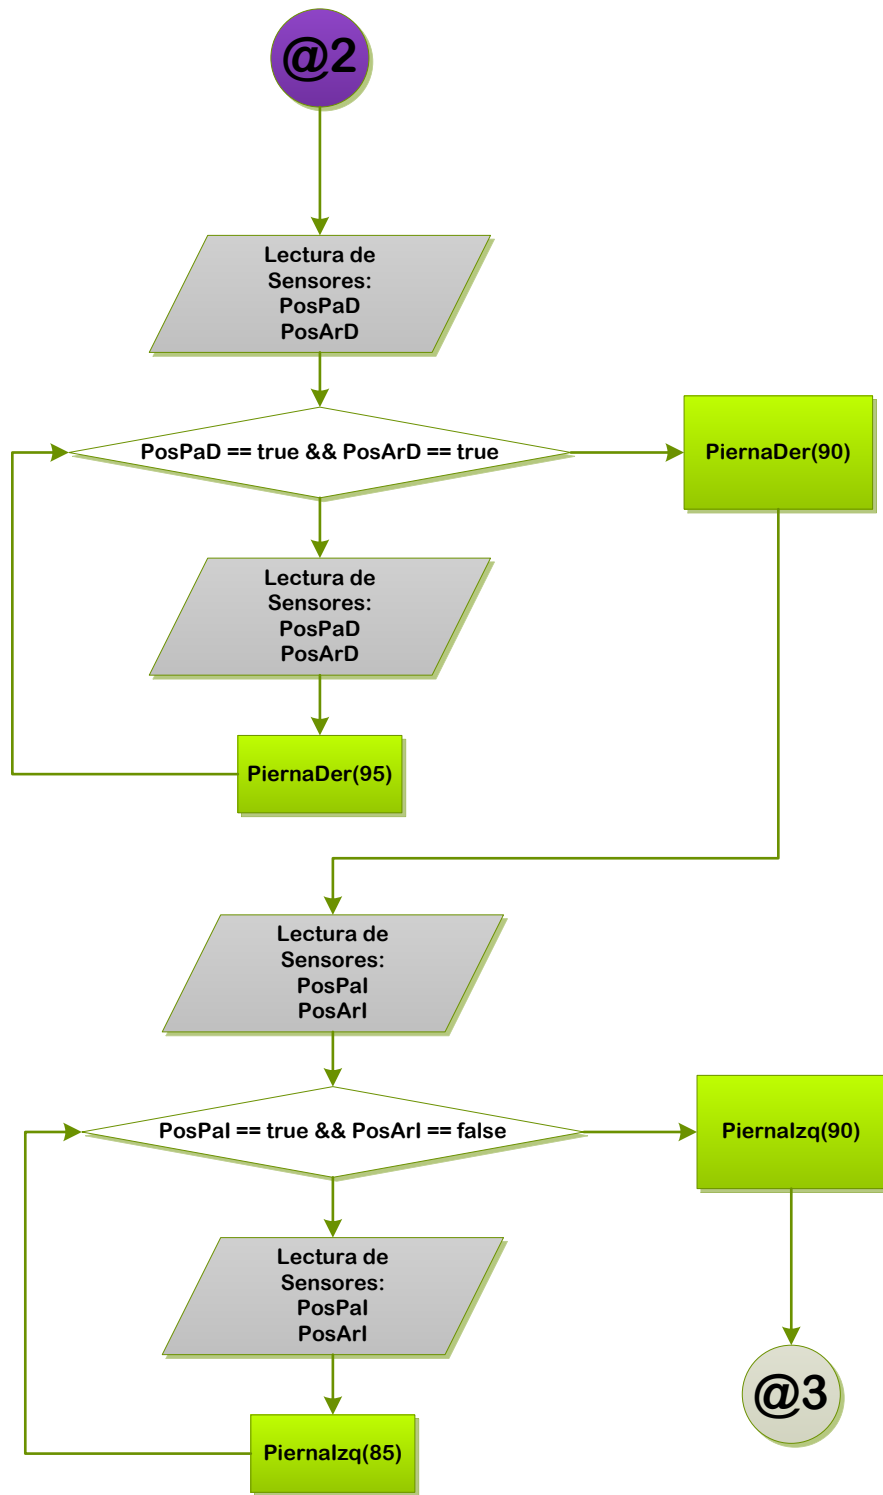 @2
Lectura de
Sensores:
PosPaD
PosArD
PosPaD == true && PosArD == true
PiernaDer(90)
Lectura de
Sensores:
PosPaD
PosArD
PiernaDer(95)
Lectura de
Sensores:
PosPaI
PosArI
PosPaI == true && PosArI == false
PiernaIzq(90)
Lectura de
Sensores:
PosPaI
PosArI
@3
PiernaIzq(85)